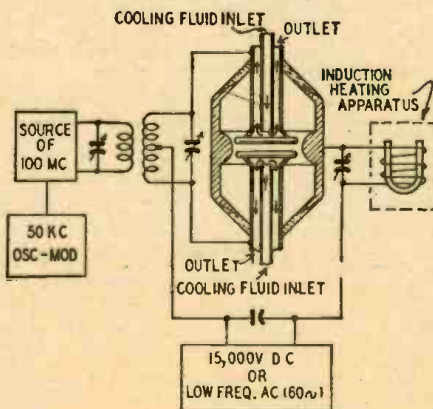 COOLING FLUID INLET
OUTLET
INDUCTION
HEATING
APPARATUS
SOURCE
OF
100 MC
50 KC
OSC-MOD
OUTLET
COOLING FLUID INLET
15,000V DC
OR
LOW FREQ. AC (60~)